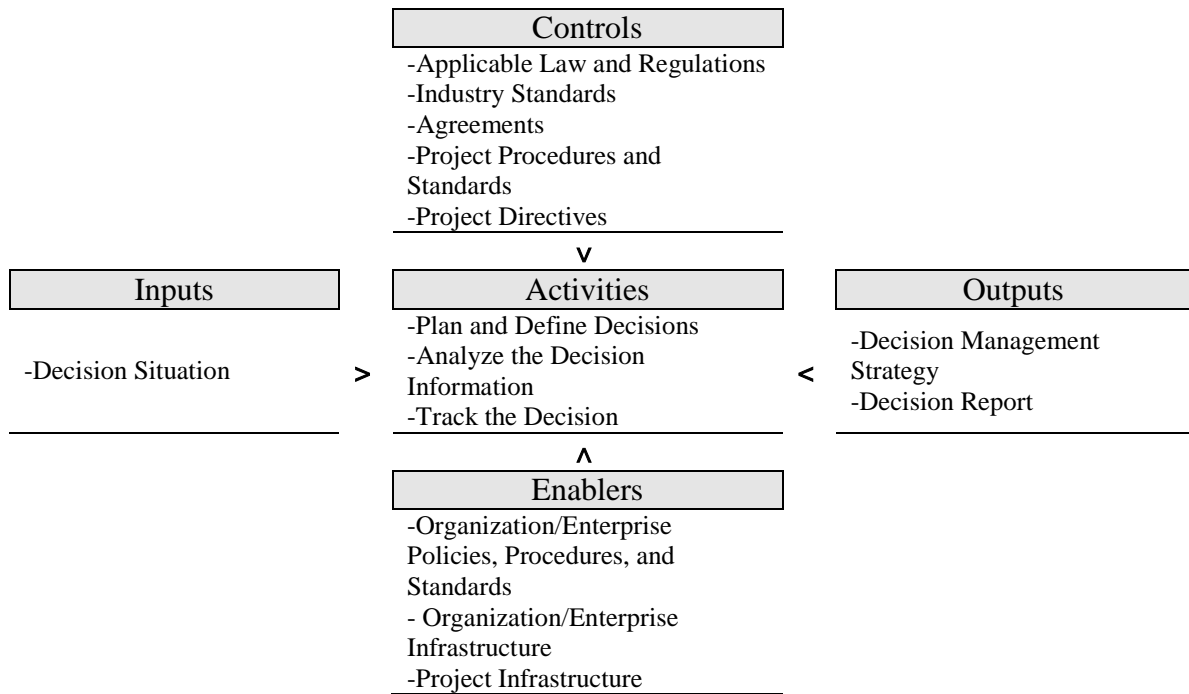 Controls
-Applicable Law and Regulations
-Industry Standards
-Agreements
-Project Procedures and
Standards
-Project Directives
v
Inputs
-Decision Situation
>
Activities
-Plan and Define Decisions
-Analyze the Decision
Information
-Track the Decision
<
Outputs
-Decision Management
Strategy
-Decision Report
^
Enablers
-Organization/Enterprise
Policies, Procedures, and
Standards
- Organization/Enterprise
Infrastructure
-Project Infrastructure